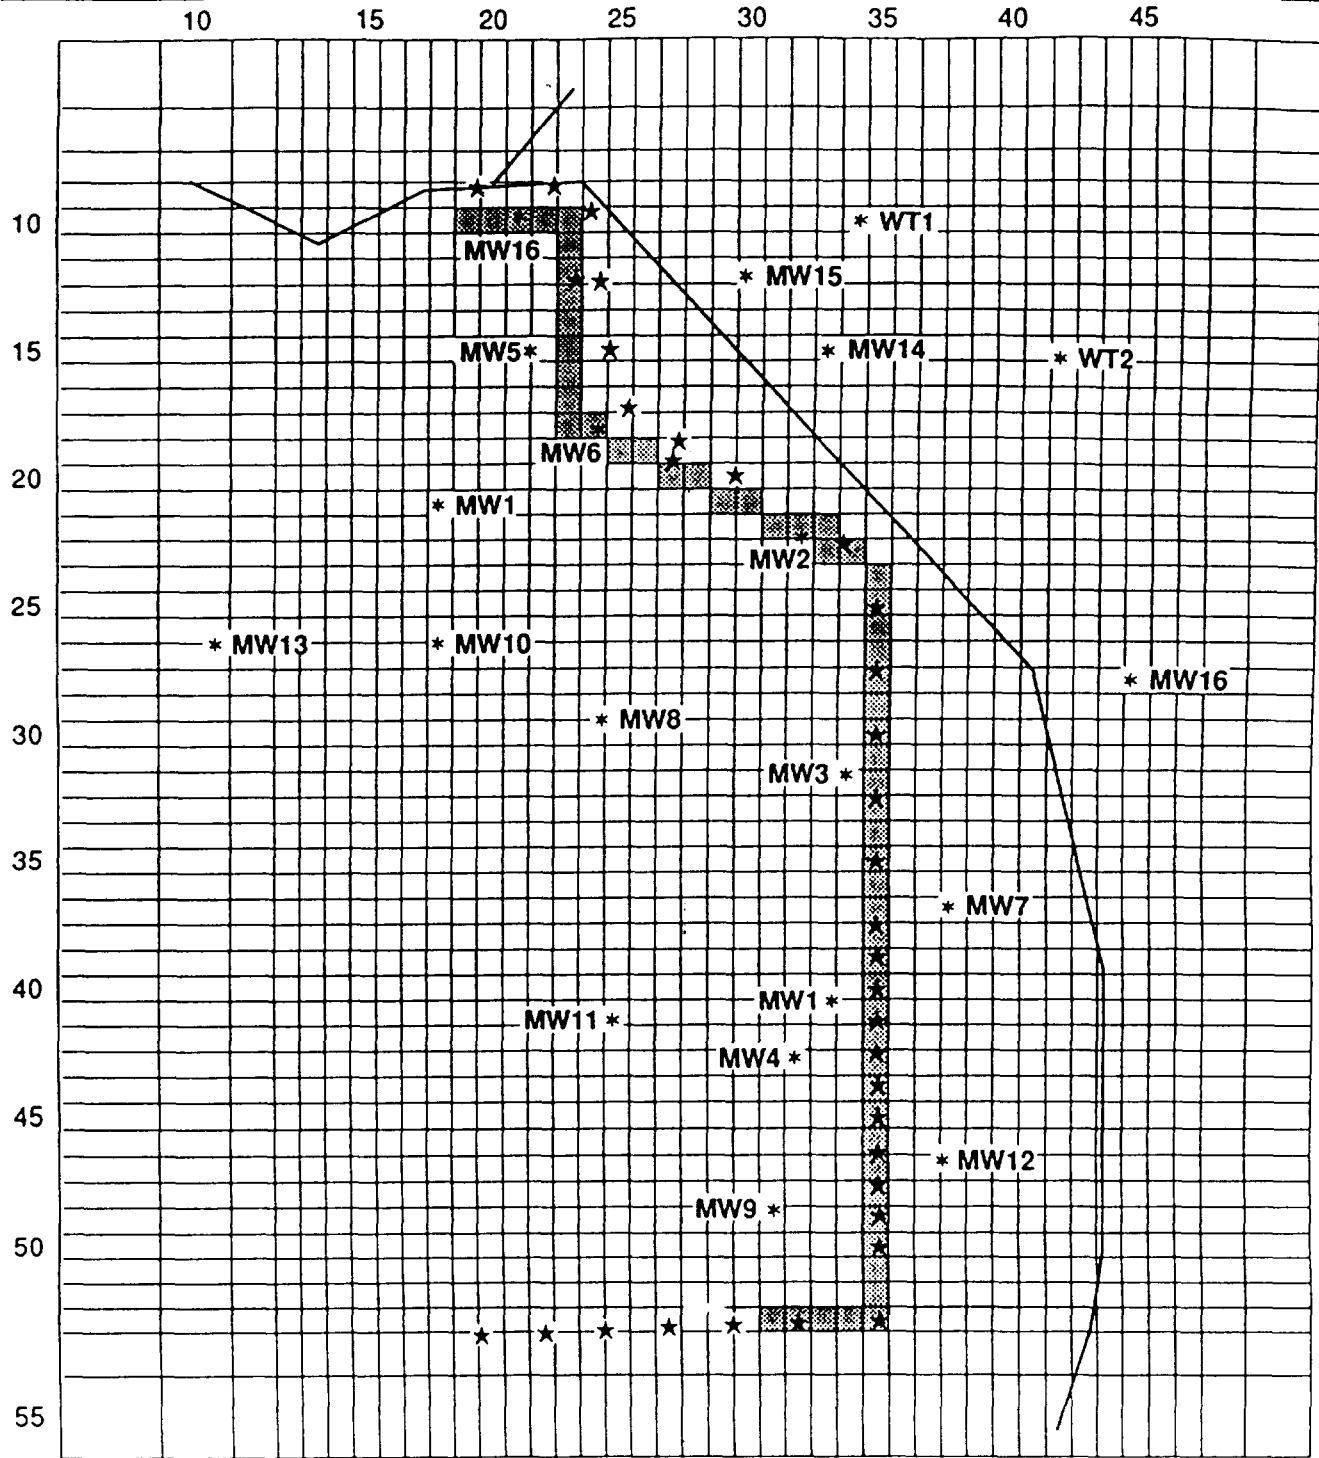 10 15 20 25 30 35 40 45
10
* WT1
MW16
* MW15
15
MW5 *
* MW14
* WT2
MW6
20
* MW1
MW2
25
* MW13
* MW10
* MW16
* MW8
30
MW3 *
35
* MW7
40
MW1 *
MW11 *
MW4 *
45
* MW12
MW9 *
50
55